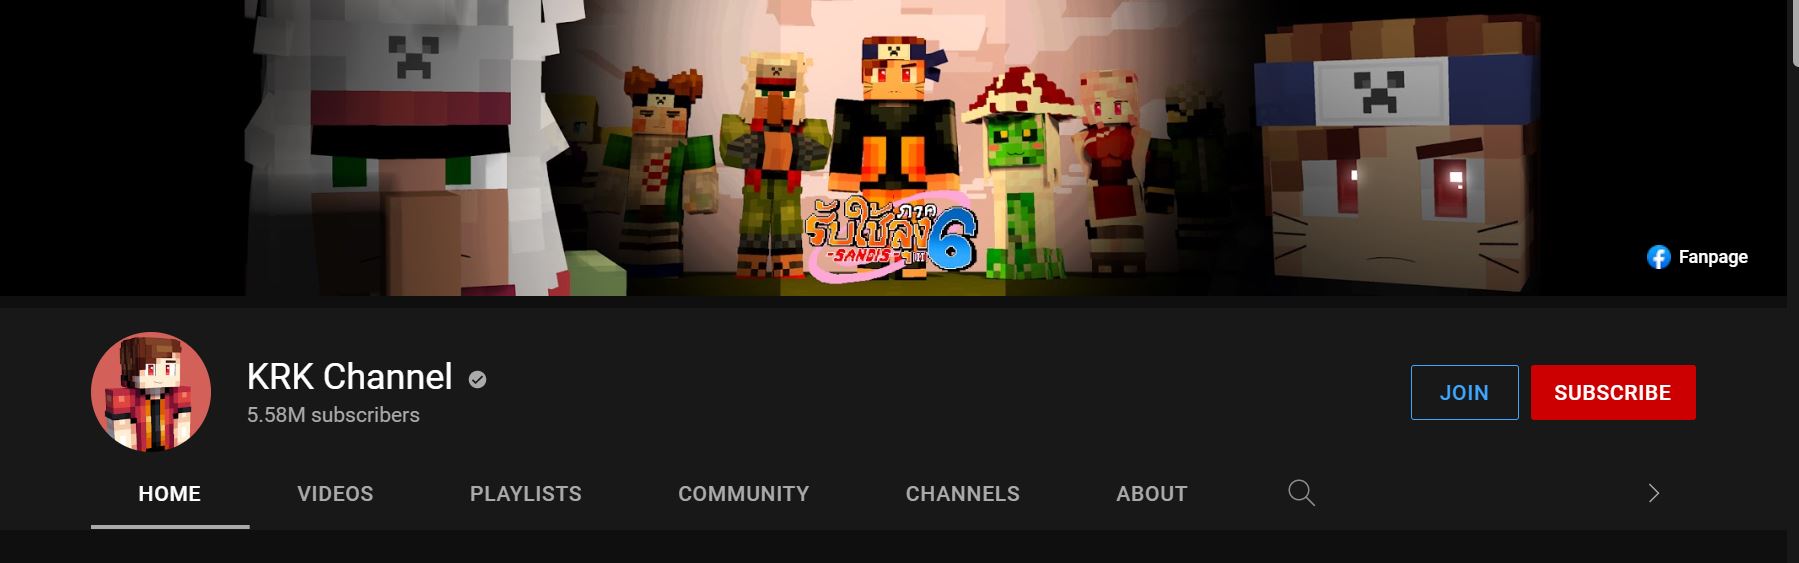 ภาค
รับใช้ลุง 6
-SANDIS-
Fanpage
KRK Channel
5.58M subscribers
JOIN
SUBSCRIBE
HOME
VIDEOS
PLAYLISTS
COMMUNITY
CHANNELS
ABOUT